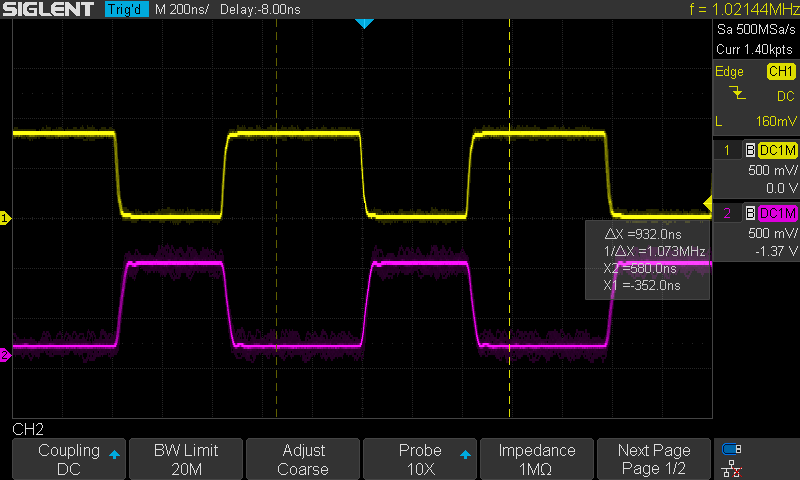 SIGLENT Trig'd M 200ns/ Delay:-8.00ns f = 1.02144MHz
Sa 500MSa/s
Curr 1.40kpts
Edge CH1
DC
L 160mV
1 B DC1M
500 mV/
0.0 V
2 B DC1M
500 mV/
-1.37 V
1
2
ΔX =932.0ns
1/ΔX =1.073MHz
X2 =580.0ns
X1 =-352.0ns
CH2
Coupling BW Limit Adjust Probe Impedance Next Page
DC 20M Coarse 10X 1MΩ Page 1/2